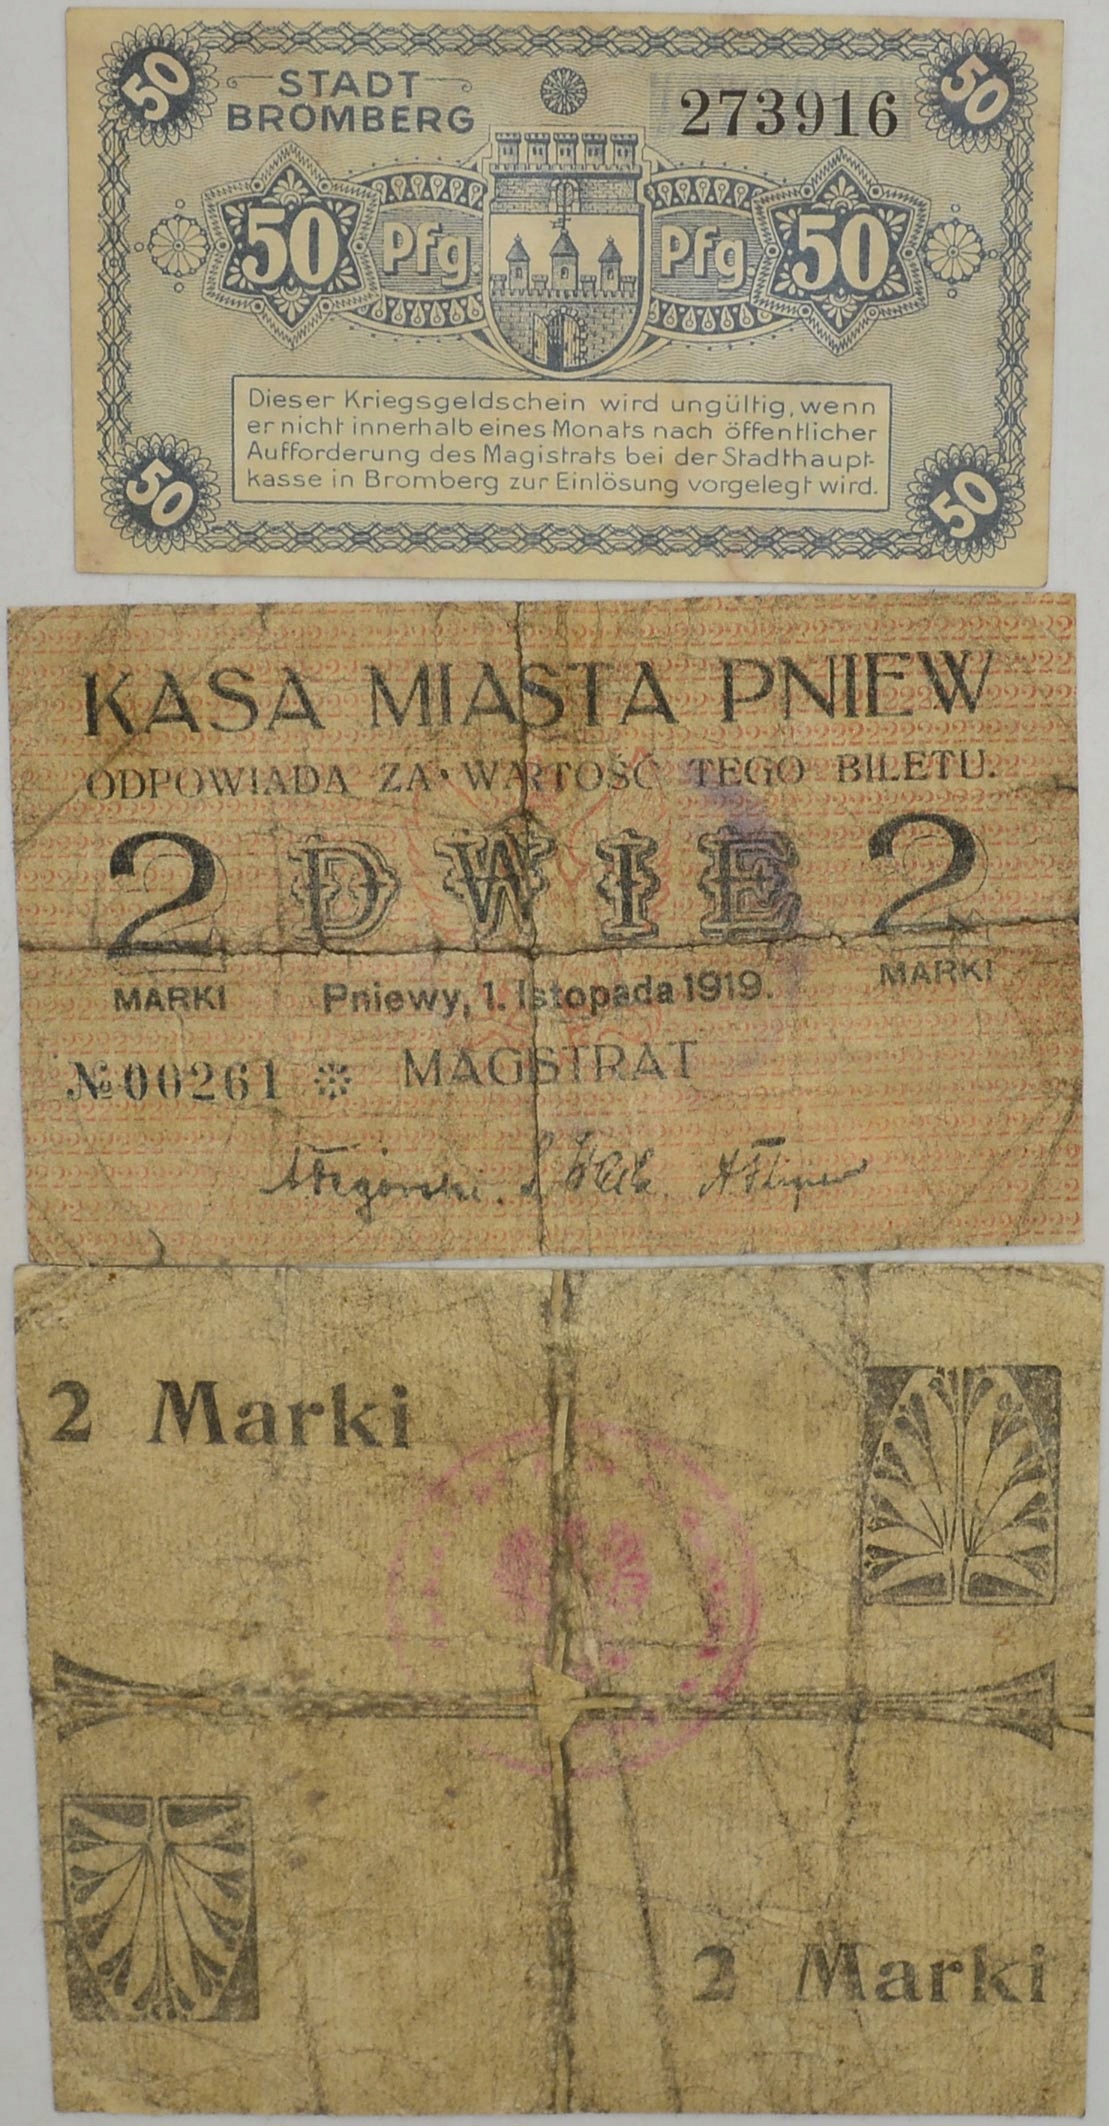 50 50
STADT
BROMBERG
273916
50 Pfg. Pfg. 50
Dieser Kriegsgeldschein wird ungültig, wenn
er nicht innerhalb eines Monats nach öffentlicher
Aufforderung des Magistrats bei der Stadthaupt-
kasse in Bromberg zur Einlösung vorgelegt wird.
50 50
KASA MIASTA PNIEW
ODPOWIADA ZA WARTOŚĆ TEGO BILETU.
2 DWIE 2
MARKI MARKI
Pniewy, 1. listopada 1919.
№ 00261 MAGISTRAT
2 Marki
2 Marki